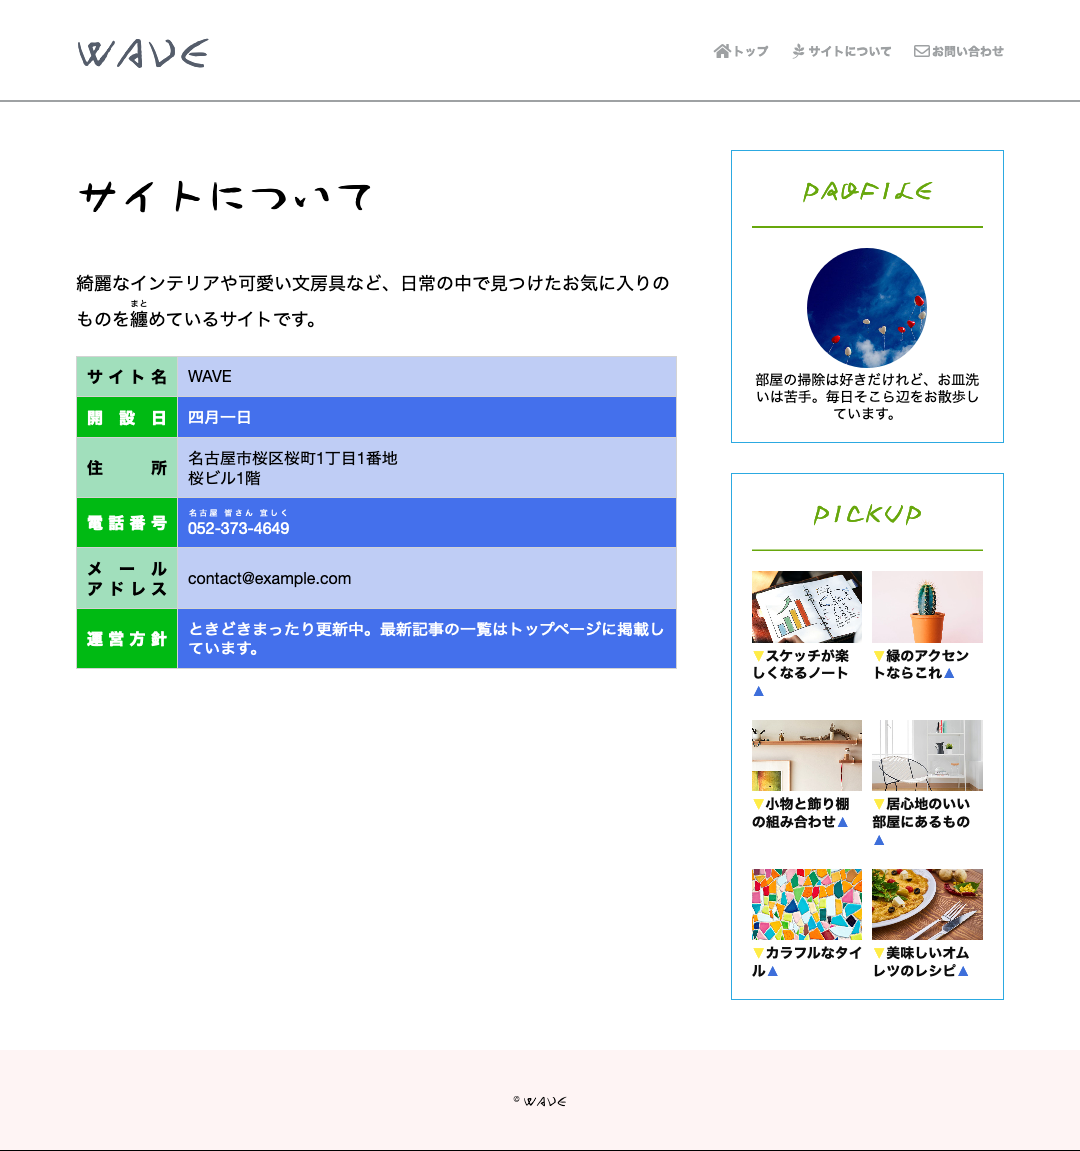 WAVE
トップ
サイトについて
お問い合わせ
サイトについて
綺麗なインテリアや可愛い文房具など、日常の中で見つけたお気に入りの
まと
ものを纏めているサイトです。
サイト名
WAVE
開設日
四月一日
住所
名古屋市桜区桜町1丁目1番地
桜ビル1階
電話番号
名古屋 皆さん 宜しく
052-373-4649
メール
アドレス
contact@example.com
運営方針
ときどきまったり更新中。最新記事の一覧はトップページに掲載し
ています。
PROFILE
部屋の掃除は好きだけれど、お皿洗
いは苦手。毎日そこら辺をお散歩し
ています。
PICKUP
▼スケッチが楽
しくなるノート
▲
▼緑のアクセン
トならこれ▲
▼小物と飾り棚
の組み合わせ▲
▼居心地のいい
部屋にあるもの
▲
▼カラフルなタイ
ル▲
▼美味しいオム
レツのレシピ▲
© WAVE